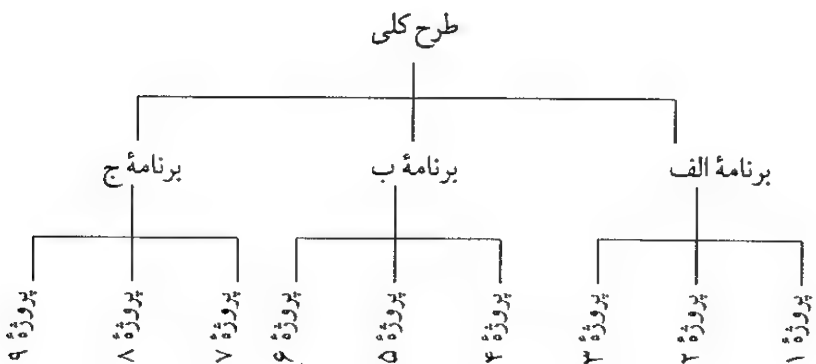 طرح کلی
برنامهٔ الف
برنامهٔ ب
برنامهٔ ج
پروژهٔ ۱
پروژهٔ ۲
پروژهٔ ۳
پروژهٔ ۴
پروژهٔ ۵
پروژهٔ ۶
پروژهٔ ۷
پروژهٔ ۸
پروژهٔ ۹